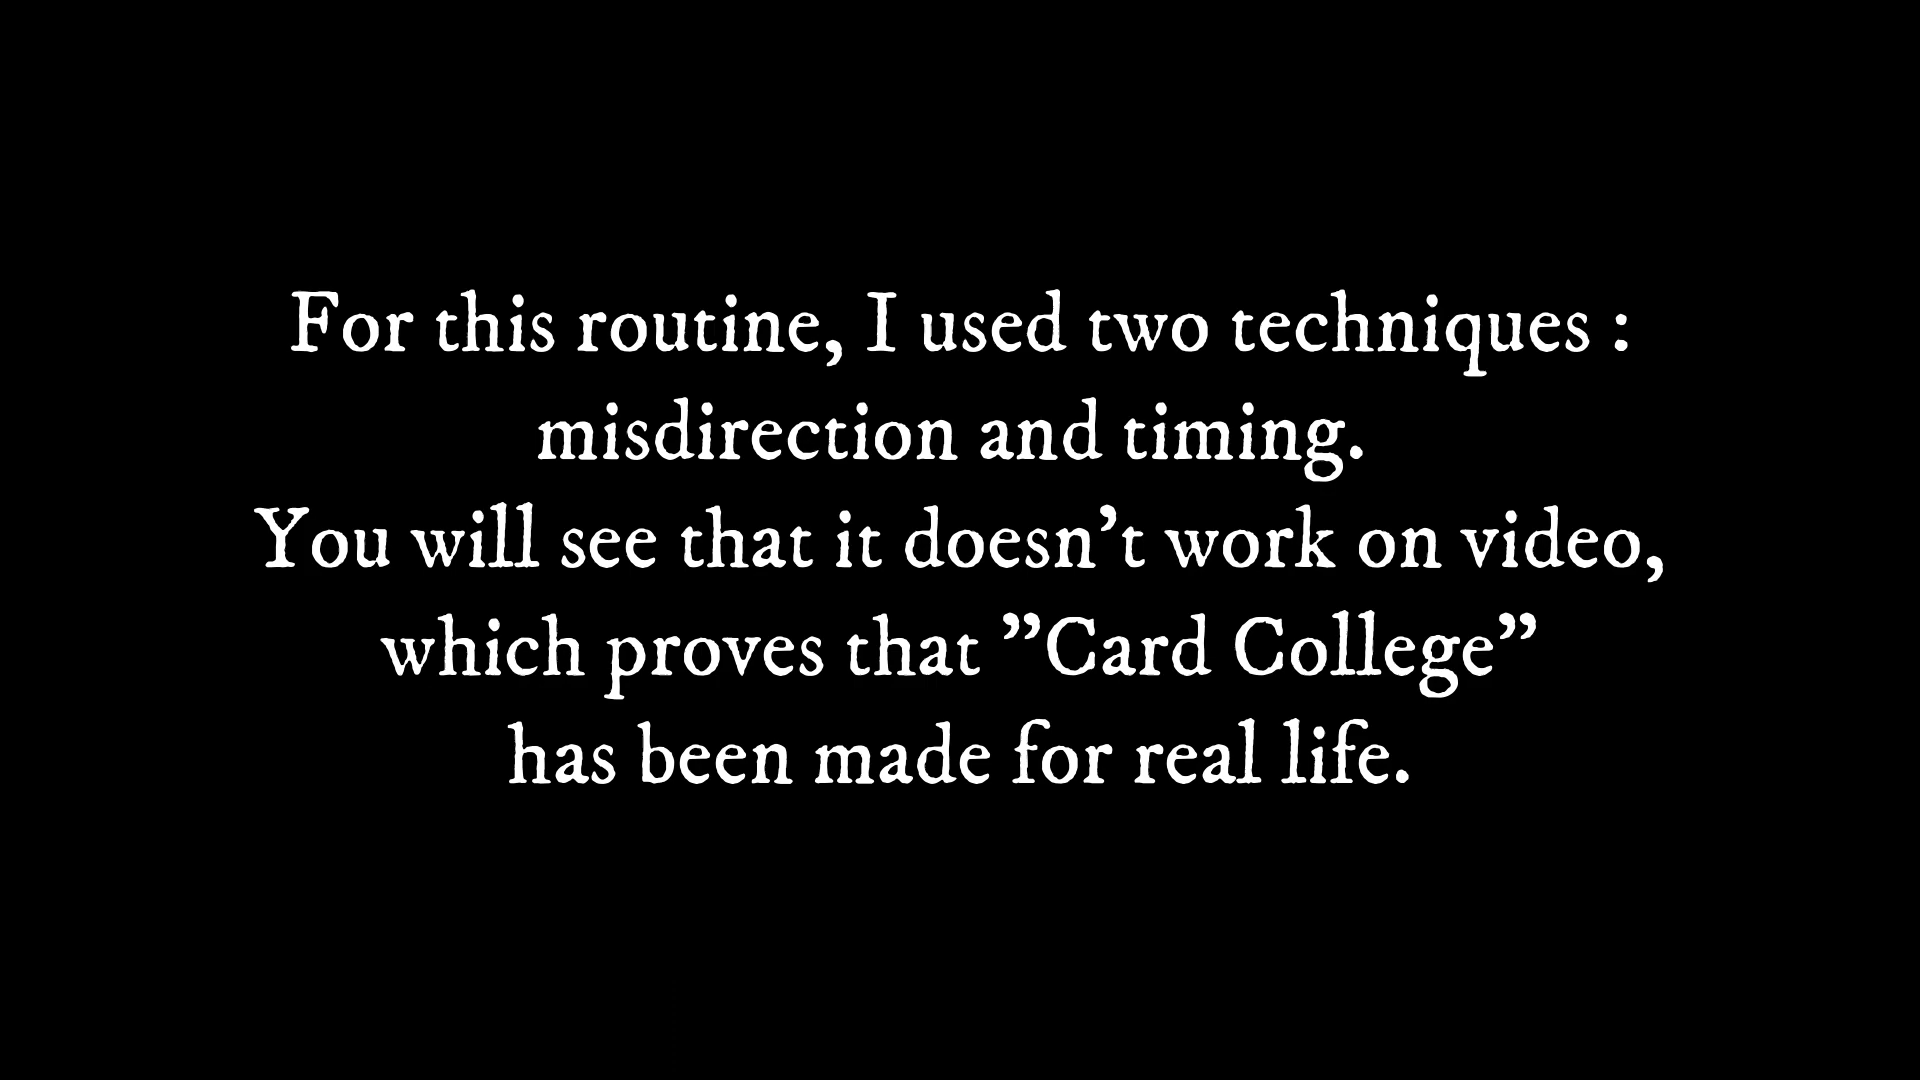 For this routine, I used two techniques :
misdirection and timing.
You will see that it doesn’t work on video,
which proves that ”Card College”
has been made for real life.